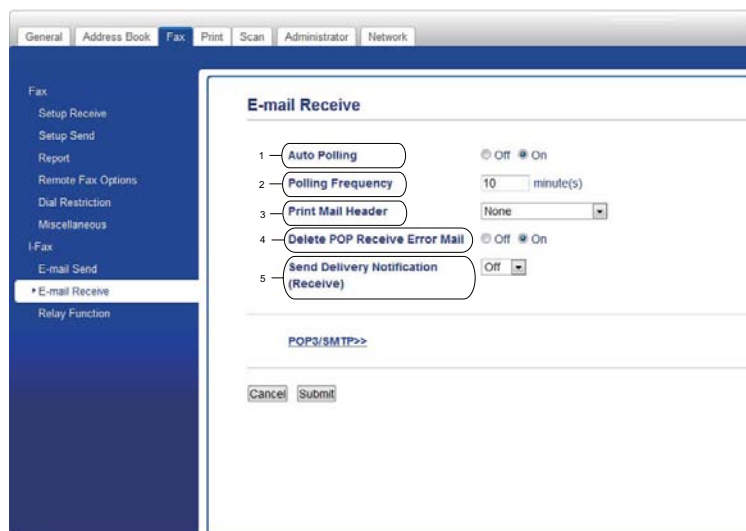 General Address Book Fax Print Scan Administrator Network
Fax
Setup Receive
Setup Send
Report
Remote Fax Options
Dial Restriction
Miscellaneous
I-Fax
E-mail Send
E-mail Receive
Relay Function
E-mail Receive
1 Auto Polling Off On
2 Polling Frequency 10 minute(s)
3 Print Mail Header None
4 Delete POP Receive Error Mail Off On
5 Send Delivery Notification Off
(Receive)
POP3/SMTP>>
Cancel Submit